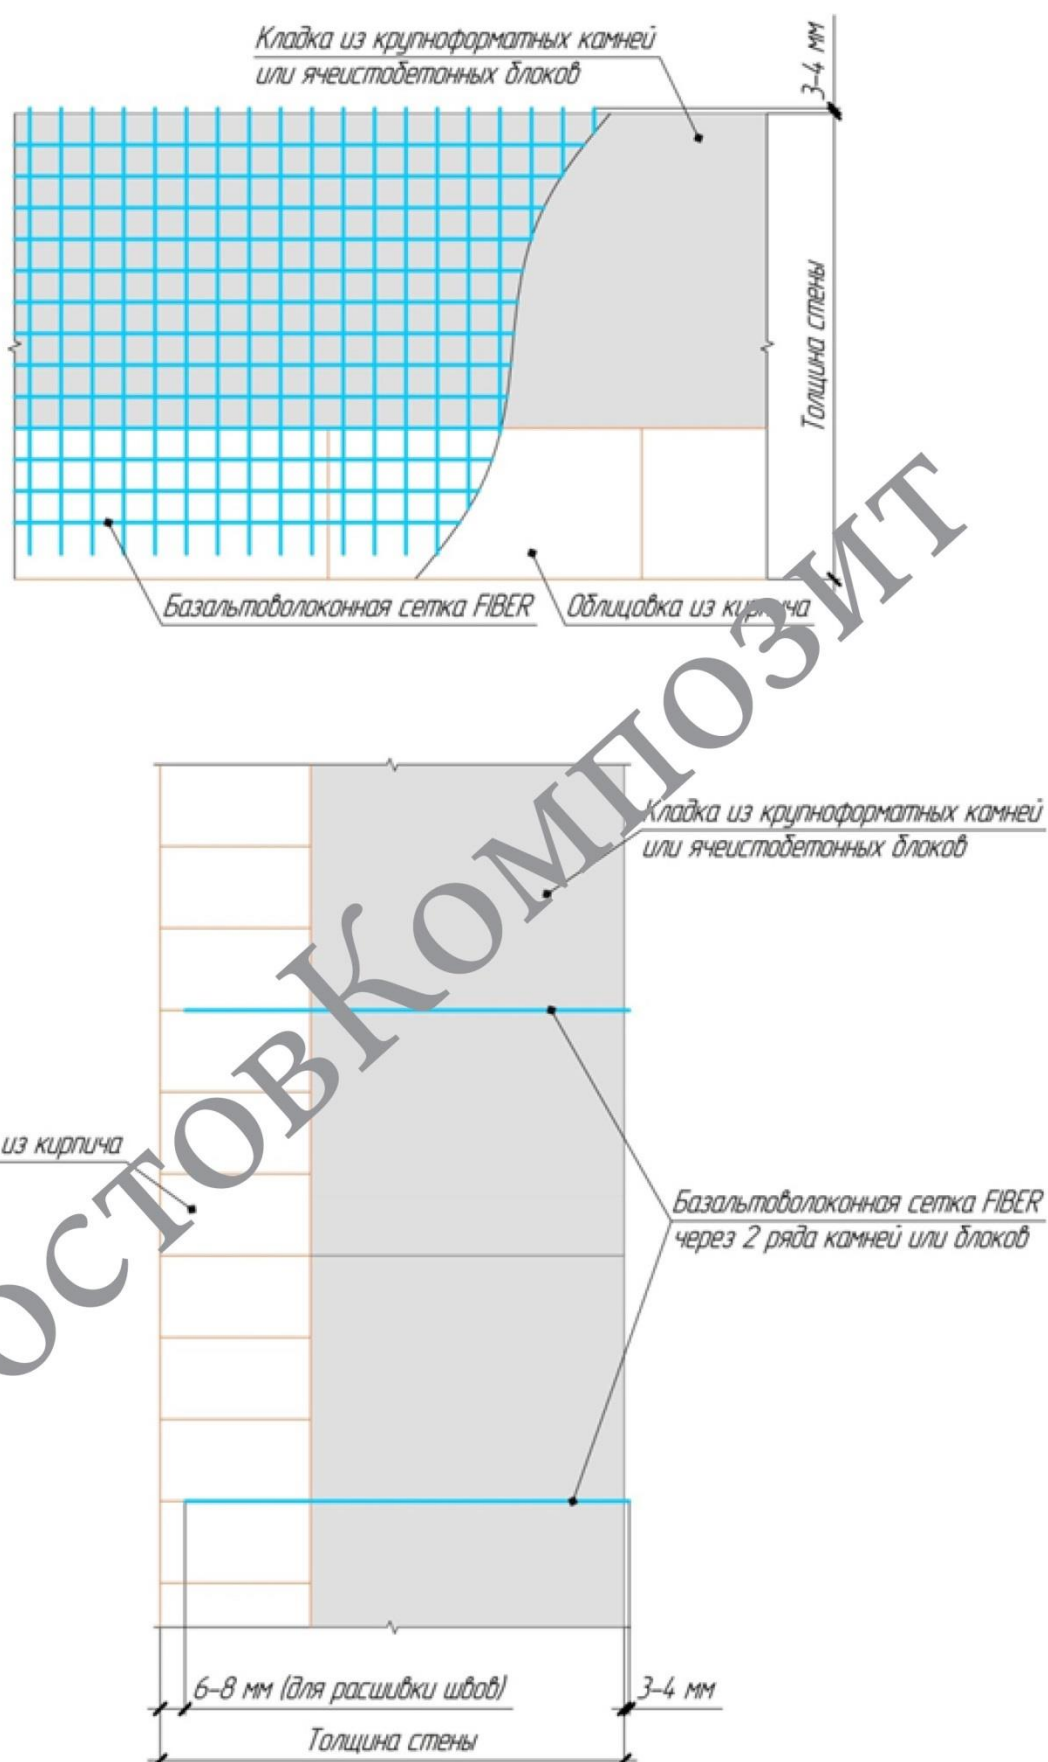 Кладка из крупноформатных камней
или ячеистобетонных блоков
3-4 мм
Толщина стены
Базальтоволоконная сетка FIBER
Облицовка из кирпича
Кладка из крупноформатных камней
или ячеистобетонных блоков
из кирпича
Базальтоволоконная сетка FIBER
через 2 ряда камней или блоков
6-8 мм (для расшивки швов)
3-4 мм
Толщина стены
ОСТОВКОМПОЗИТ